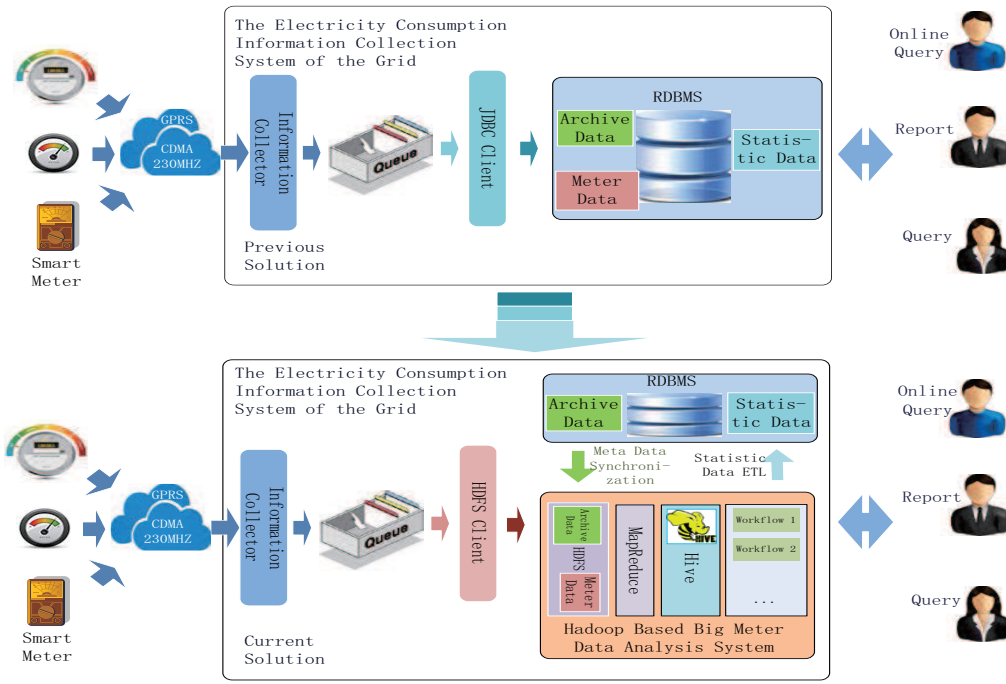 The Electricity Consumption
Information Collection
System of the Grid
GPRS
CDMA
230MHZ
Smart
Meter
Information
Collector
Queue
JDBC Client
RDBMS
Archive
Data
Meter
Data
Statis-
tic Data
Previous
Solution
Online
Query
Report
Query
The Electricity Consumption
Information Collection
System of the Grid
GPRS
CDMA
230MHZ
Smart
Meter
Information
Collector
Queue
HDFS Client
RDBMS
Archive
Data
Statis-
tic Data
Meta Data
Synchroni-
zation
Statistic
Data ETL
Archive
Data
HDFS
Meter
Data
MapReduce
HIVE
Hive
Workflow 1
Workflow 2
...
Hadoop Based Big Meter
Data Analysis System
Current
Solution
Online
Query
Report
Query